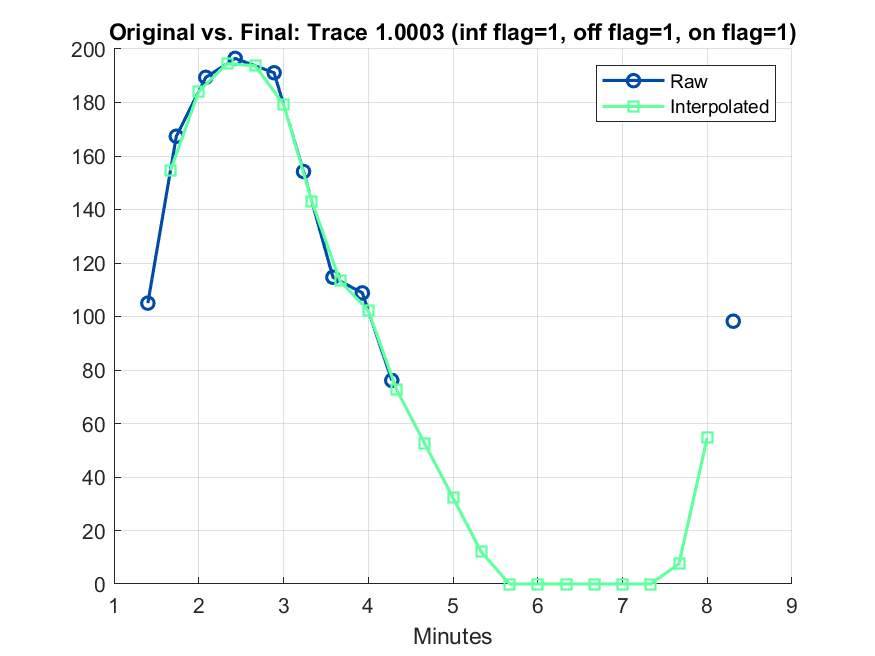 Original vs. Final: Trace 1.0003 (inf flag=1, off flag=1, on flag=1)
200
180
160
140
120
100
80
60
40
20
0
Raw
Interpolated
1 2 3 4 5 6 7 8 9
Minutes